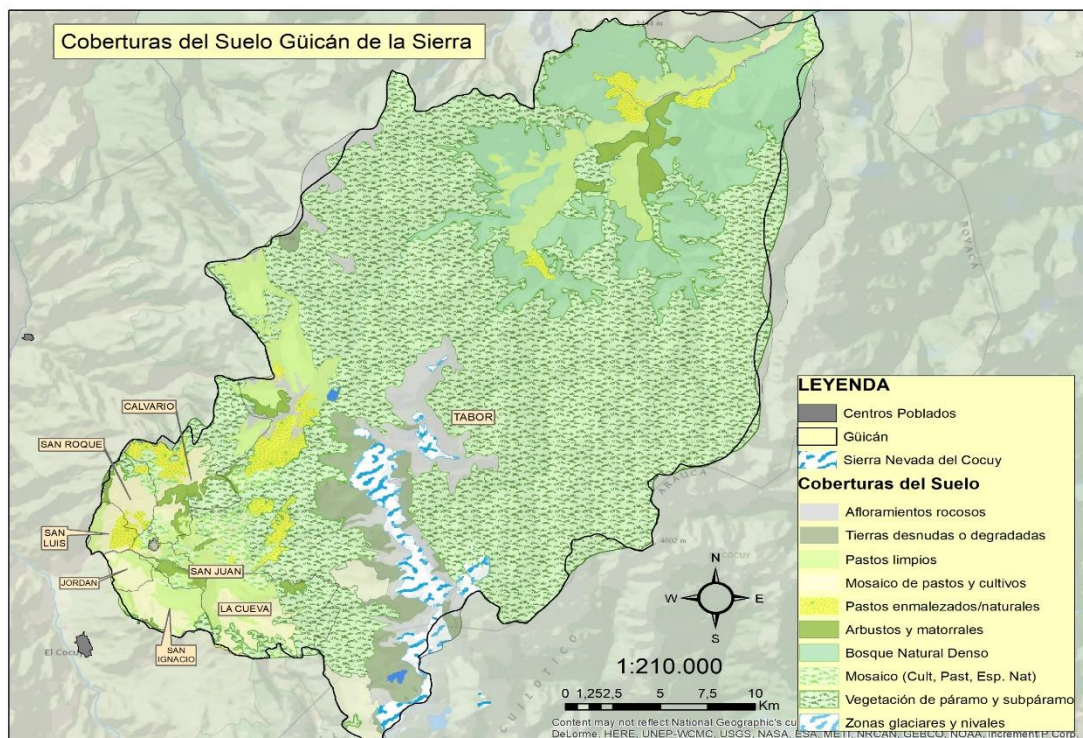 Coberturas del Suelo Güicán de la Sierra
BOYACÁ
CALVARIO
SAN ROQUE
TABOR
ARAUCA
SAN
LUIS
4602 m
COCUY
JORDAN
SAN JUAN
LA CUEVA
SAN
IGNACIO
El Cocuy
N
W
E
S
1:210.000
0 1,252,5 5 7,5 10
Km
LEYENDA
Centros Poblados
Güicán
Sierra Nevada del Cocuy
Coberturas del Suelo
Afloramientos rocosos
Tierras desnudas o degradadas
Pastos limpios
Mosaico de pastos y cultivos
Pastos enmalezados/naturales
Arbustos y matorrales
Bosque Natural Denso
Mosaico (Cult, Past, Esp. Nat)
Vegetación de páramo y subpáramo
Zonas glaciares y nivales
Content may not reflect National Geographic's cu
DeLorme, HERE, UNEP-WCMC, USGS, NASA, ESA, METI, NRCAN, GEBCO, NOAA, increment P Corp.